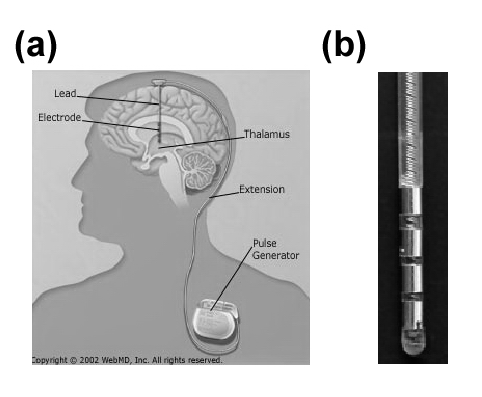 (a)
(b)
Lead
Electrode
Thalamus
Extension
Pulse
Generator
Copyright © 2002 WebMD, Inc. All rights reserved.